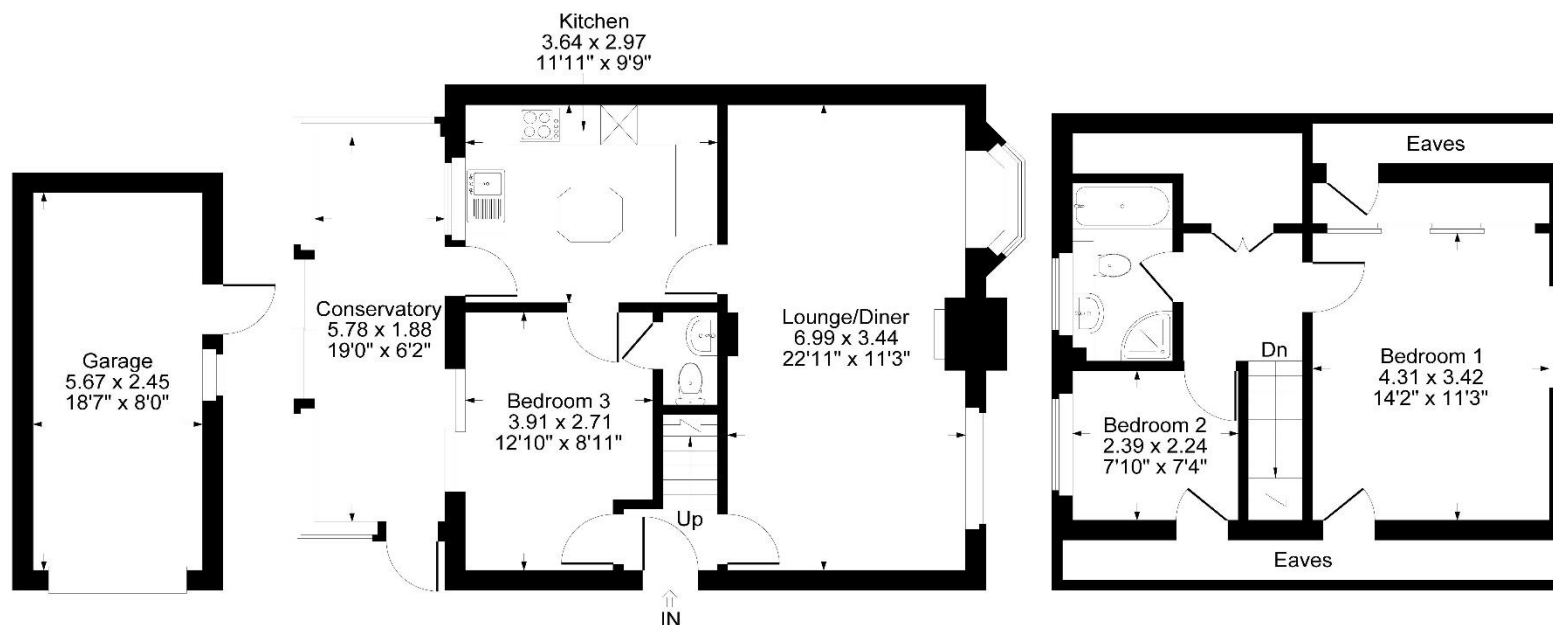 Kitchen
3.64 x 2.97
11'11" x 9'9"
Garage
5.67 x 2.45
18'7" x 8'0"
Conservatory
5.78 x 1.88
19'0" x 6'2"
Bedroom 3
3.91 x 2.71
12'10" x 8'11"
Up
IN
Lounge/Diner
6.99 x 3.44
22'11" x 11'3"
Eaves
Dn
Bedroom 1
4.31 x 3.42
14'2" x 11'3"
Bedroom 2
2.39 x 2.24
7'10" x 7'4"
Eaves